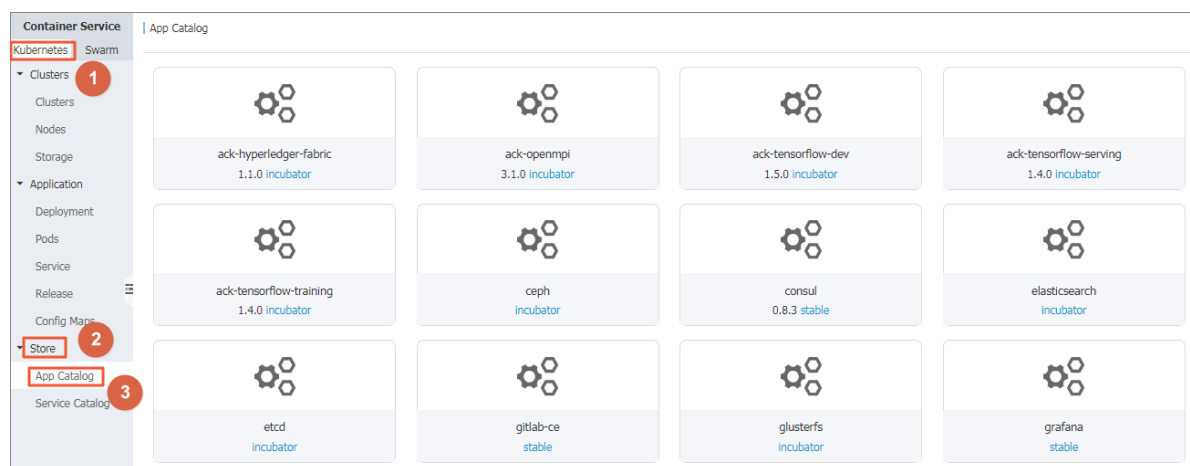 Container Service
Kubernetes Swarm
Clusters
1
Clusters
Nodes
Storage
Application
Deployment
Pods
Service
Release
Config Maps
2
Store
App Catalog
3
Service Catalog
App Catalog
ack-hyperledger-fabric
1.1.0 incubator
ack-openmpi
3.1.0 incubator
ack-tensorflow-dev
1.5.0 incubator
ack-tensorflow-serving
1.4.0 incubator
ack-tensorflow-training
1.4.0 incubator
ceph
incubator
consul
0.8.3 stable
elasticsearch
incubator
etcd
incubator
gitlab-ce
stable
glusterfs
incubator
grafana
stable